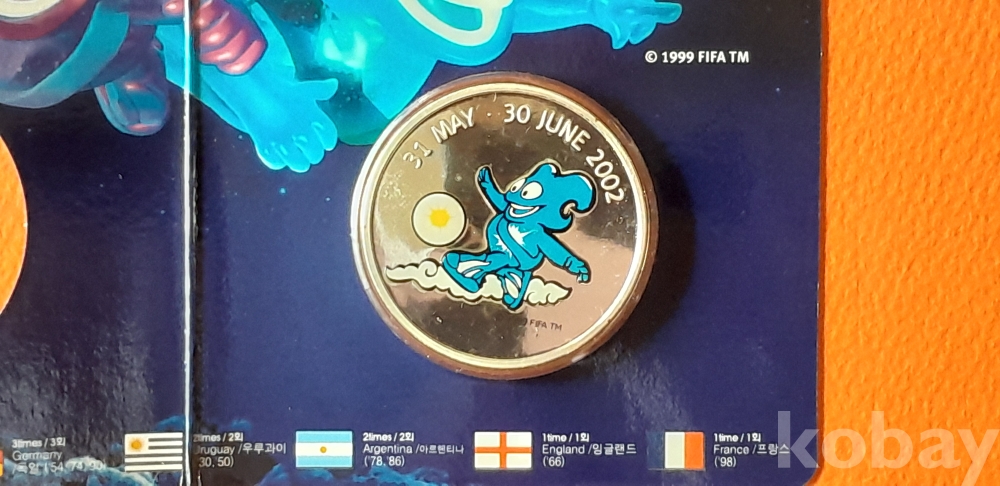 © 1999 FIFA TM
31 MAY · 30 JUNE 2002
FIFA TM
3times / 3회
Germany
/독일 ('54, 74, 90)
2times / 2회
Uruguay /우루과이
('30, 50)
2times / 2회
Argentina /아르헨티나
('78, 86)
1time / 1회
England /잉글랜드
('66)
1time / 1회
France /프랑스
('98)
kobay